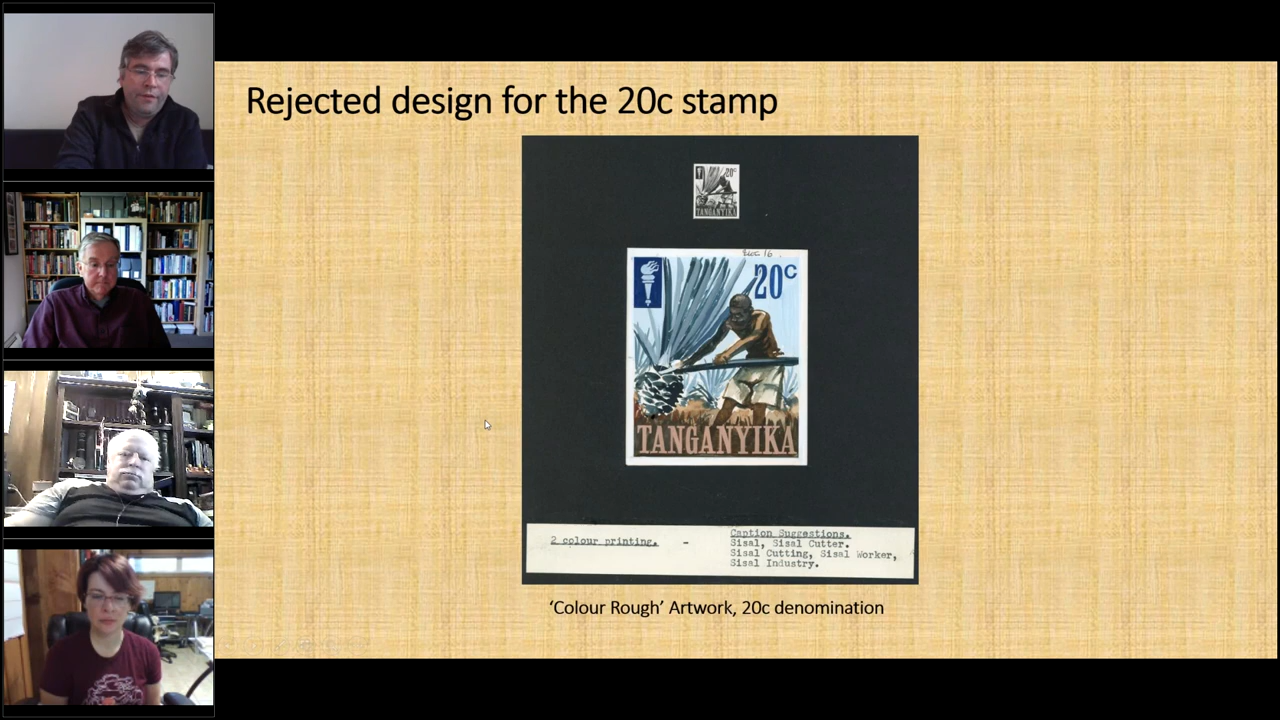 Rejected design for the 20c stamp
20c
TANGANYIKA
20c
TANGANYIKA
2 colour printing. -
Caption Suggestions.
Sisal, Sisal Cutter.
Sisal Cutting, Sisal Worker,
Sisal Industry.
‘Colour Rough’ Artwork, 20c denomination